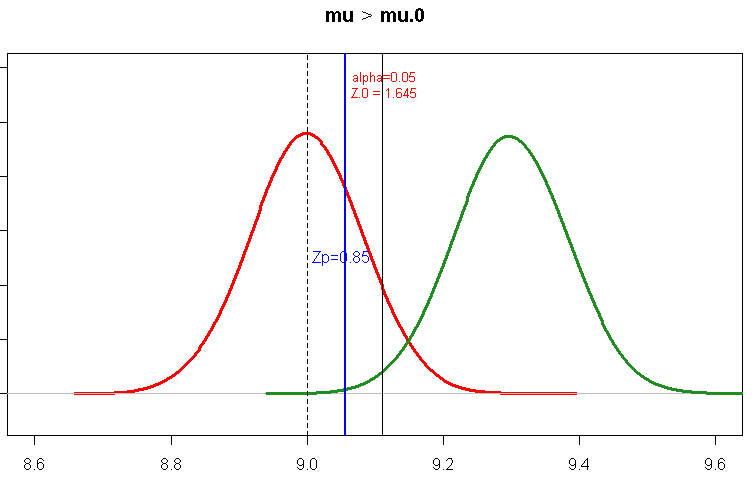 mu > mu.0
alpha=0.05
Z.0 = 1.645
Zp=0.85
8.6 8.8 9.0 9.2 9.4 9.6